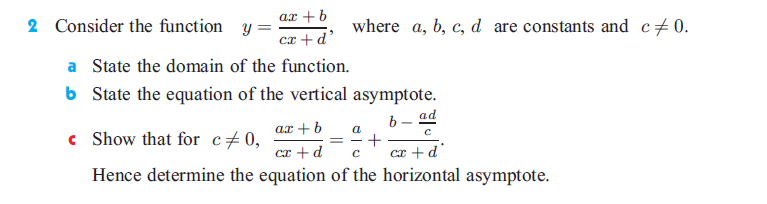 2 Consider the function y = \frac{ax + b}{cx + d}, where a, b, c, d are constants and c ≠ 0.
a State the domain of the function.
b State the equation of the vertical asymptote.
c Show that for c ≠ 0, \frac{ax + b}{cx + d} = \frac{a}{c} + \frac{b - \frac{ad}{c}}{cx + d}.
Hence determine the equation of the horizontal asymptote.